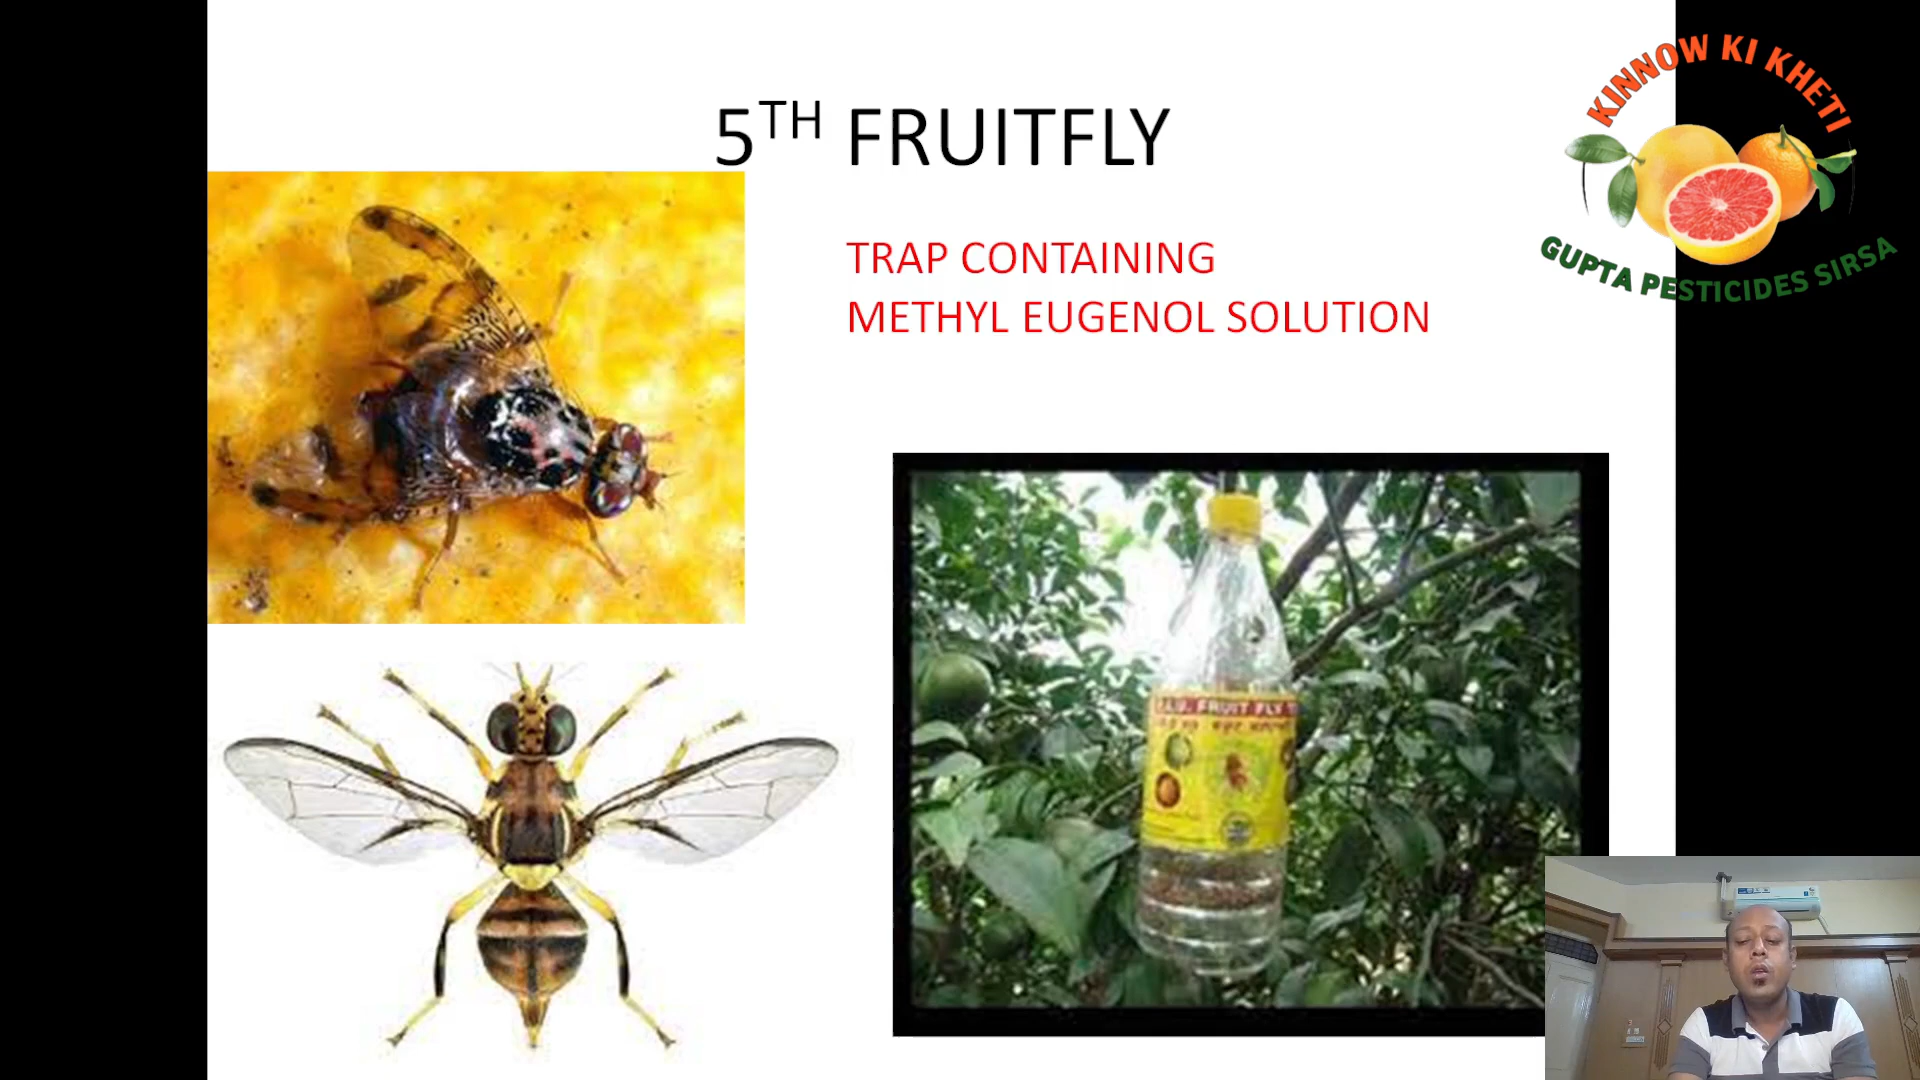 5TH FRUITFLY
TRAP CONTAINING
METHYL EUGENOL SOLUTION
KINNOW KI KHETI
GUPTA PESTICIDES SIRSA
FRUIT FLY